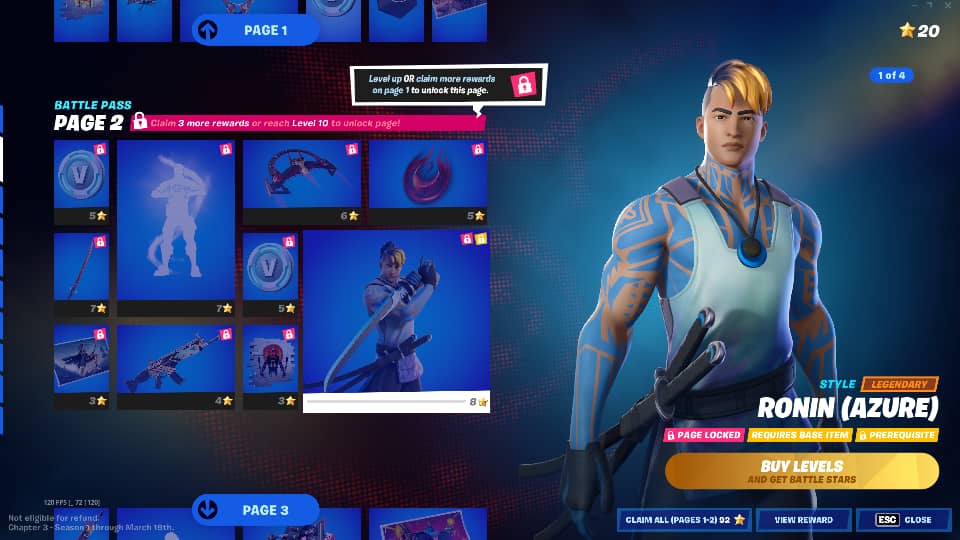 PAGE 1
20
1 of 4
Level up OR claim more rewards
on page 1 to unlock this page.
BATTLE PASS
PAGE 2
Claim 3 more rewards or reach Level 10 to unlock page!
V
5
6
5
7
7
V
5
3
4
3
8
STYLE LEGENDARY
RONIN (AZURE)
PAGE LOCKED REQUIRES BASE ITEM PREREQUISITE
BUY LEVELS
AND GET BATTLE STARS
PAGE 3
120 FPS [_ 72 | 120]
Not eligible for refund.
Chapter 3 - Season 1 through March 19th.
CLAIM ALL (PAGES 1-2) 92
VIEW REWARD
ESC CLOSE